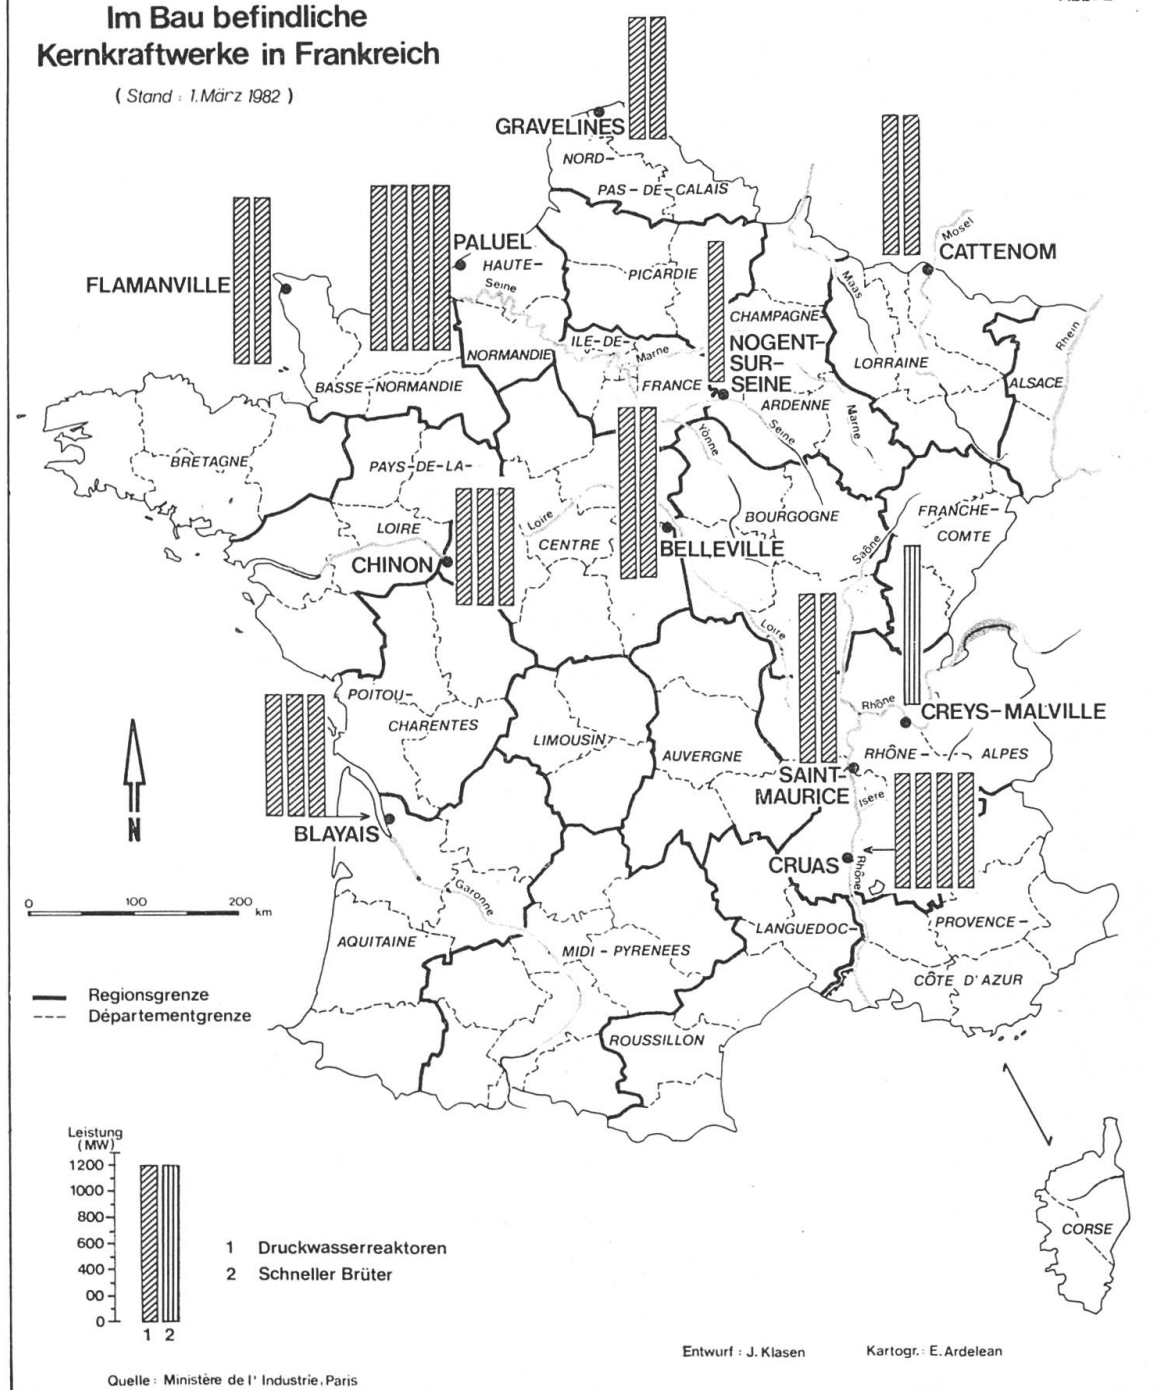 Im Bau befindliche
Kernkraftwerke in Frankreich
( Stand : 1. März 1982 )
GRAVELINES
NORD-
PAS-DE-CALAIS
Mosel
CATTENOM
PALUEL
HAUTE-
Seine
FLAMANVILLE
PICARDIE
Maas
CHAMPAGNE-
NORMANDIE
ILE-DE-
Marne
NOGENT-
SUR-
SEINE
Rhein
LORRAINE
ALSACE
BASSE-NORMANDIE
FRANCE
ARDENNE
Marne
Seine
Yonne
BRETAGNE
PAYS-DE-LA-
LOIRE
Loire
CENTRE
BOURGOGNE
FRANCHE-
COMTE
Saône
BELLEVILLE
CHINON
Loire
POITOU-
CHARENTES
LIMOUSIN
AUVERGNE
Rhône
CREYS-MALVILLE
RHÔNE-
ALPES
SAINT-
MAURICE
Isere
BLAYAIS
N
CRUAS
Rhône
Garonne
0
100
200
km
AQUITAINE
MIDI-PYRENEES
LANGUEDOC-
PROVENCE-
CÔTE D'AZUR
Regionsgrenze
Départementgrenze
ROUSSILLON
CORSE
Leistung
(MW)
1200
1000
800
600
400
00
0
1 2
1 Druckwasserreaktoren
2 Schneller Brüter
Entwurf : J. Klasen
Kartogr.: E. Ardelean
Quelle : Ministère de l' Industrie, Paris